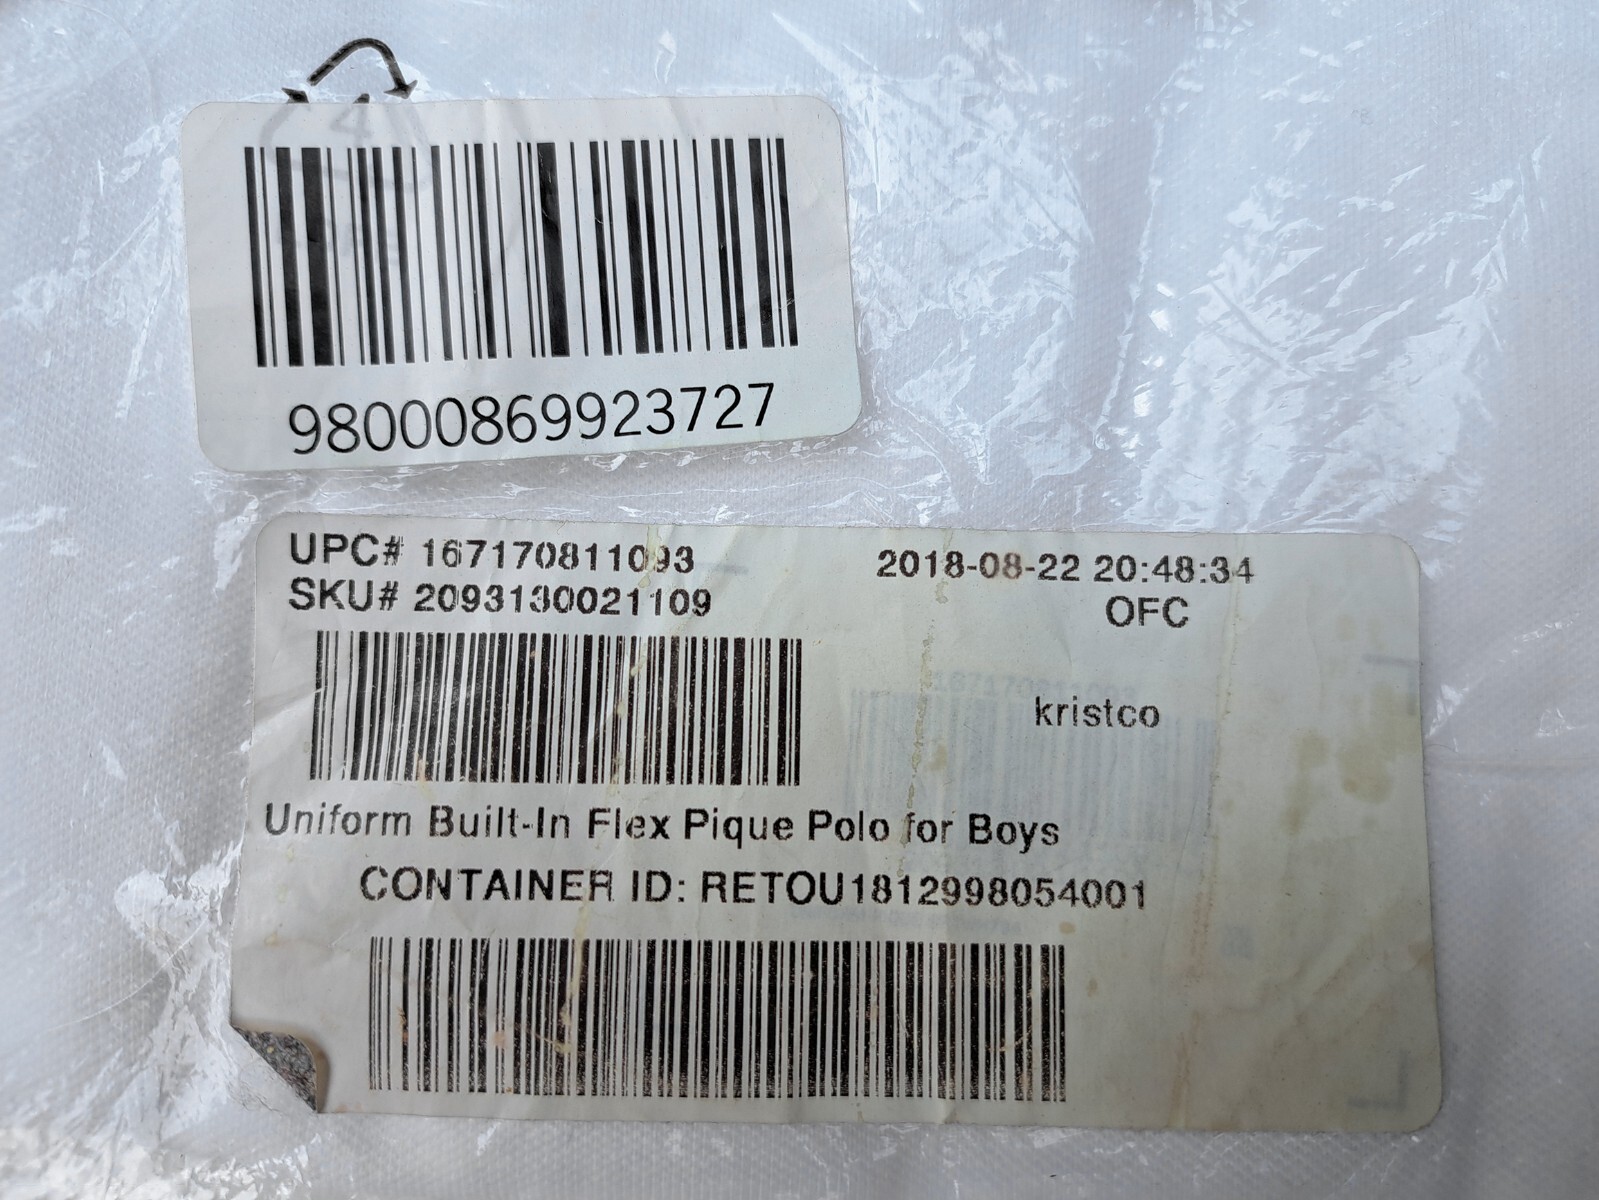 4
98000869923727
UPC# 167170811093 2018-08-22 20:48:34
SKU# 2093130021109 OFC
kristco
Uniform Built-In Flex Pique Polo for Boys
CONTAINER ID: RETOU1812998054001